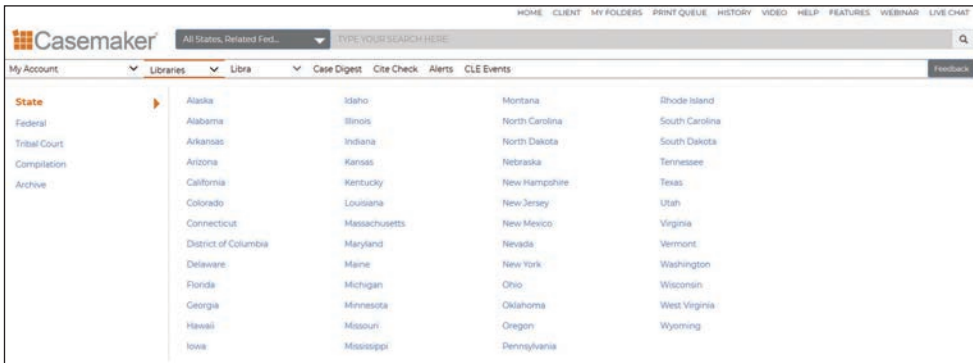 HOME CLIENT MY FOLDERS PRINT QUEUE HISTORY VIDEO HELP FEATURES WEBINAR LIVE CHAT
Casemaker All States, Related Fed... TYPE YOUR SEARCH HERE
My Account Libraries Libra Case Digest Cite Check Alerts CLE Events Feedback
State Alaska Idaho Montana Rhode Island
Federal Alabama Illinois North Carolina South Carolina
Tribal Court Arkansas Indiana North Dakota South Dakota
Compilation Arizona Kansas Nebraska Tennessee
Archive California Kentucky New Hampshire Texas
Colorado Louisiana New Jersey Utah
Connecticut Massachusetts New Mexico Virginia
District of Columbia Maryland Nevada Vermont
Delaware Maine New York Washington
Florida Michigan Ohio Wisconsin
Georgia Minnesota Oklahoma West Virginia
Hawaii Missouri Oregon Wyoming
Iowa Mississippi Pennsylvania